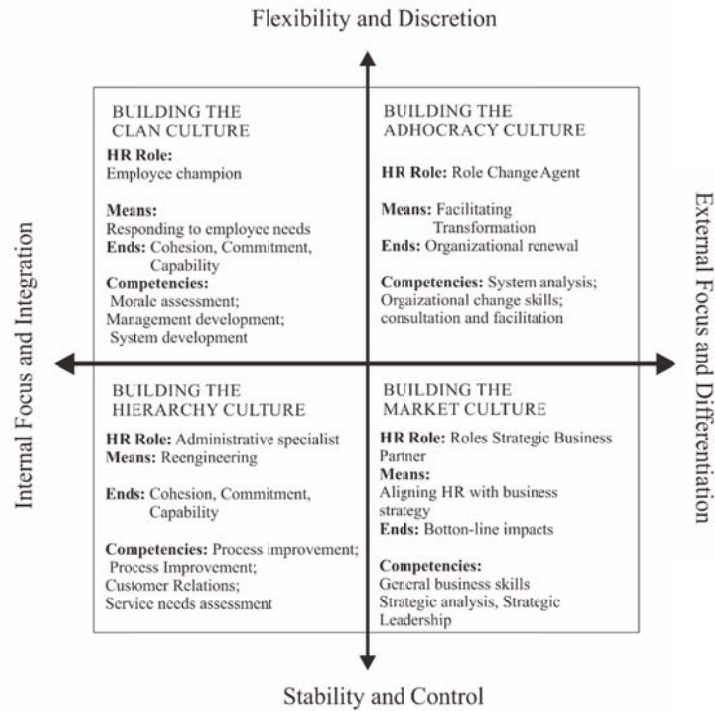 Flexibility and Discretion
BUILDING THE
CLAN CULTURE
HR Role:
Employee champion
Means:
Responding to employee needs
Ends: Cohesion, Commitment,
Capability
Competencies:
Morale assessment;
Management development;
System development
BUILDING THE
ADHOCRACY CULTURE
HR Role: Role Change Agent
Means: Facilitating
Transformation
Ends: Organizational renewal
Competencies: System analysis;
Orgaizational change skills;
consultation and facilitation
Internal Focus and Integration
External Focus and Differentiation
BUILDING THE
HIERARCHY CULTURE
HR Role: Administrative specialist
Means: Reengineering
Ends: Cohesion, Commitment,
Capability
Competencies: Process improvement;
Process Improvement;
Customer Relations;
Service needs assessment
BUILDING THE
MARKET CULTURE
HR Role: Roles Strategic Business
Partner
Means:
Aligning HR with business
strategy
Ends: Botton-line impacts
Competencies:
General business skills
Strategic analysis, Strategic
Leadership
Stability and Control